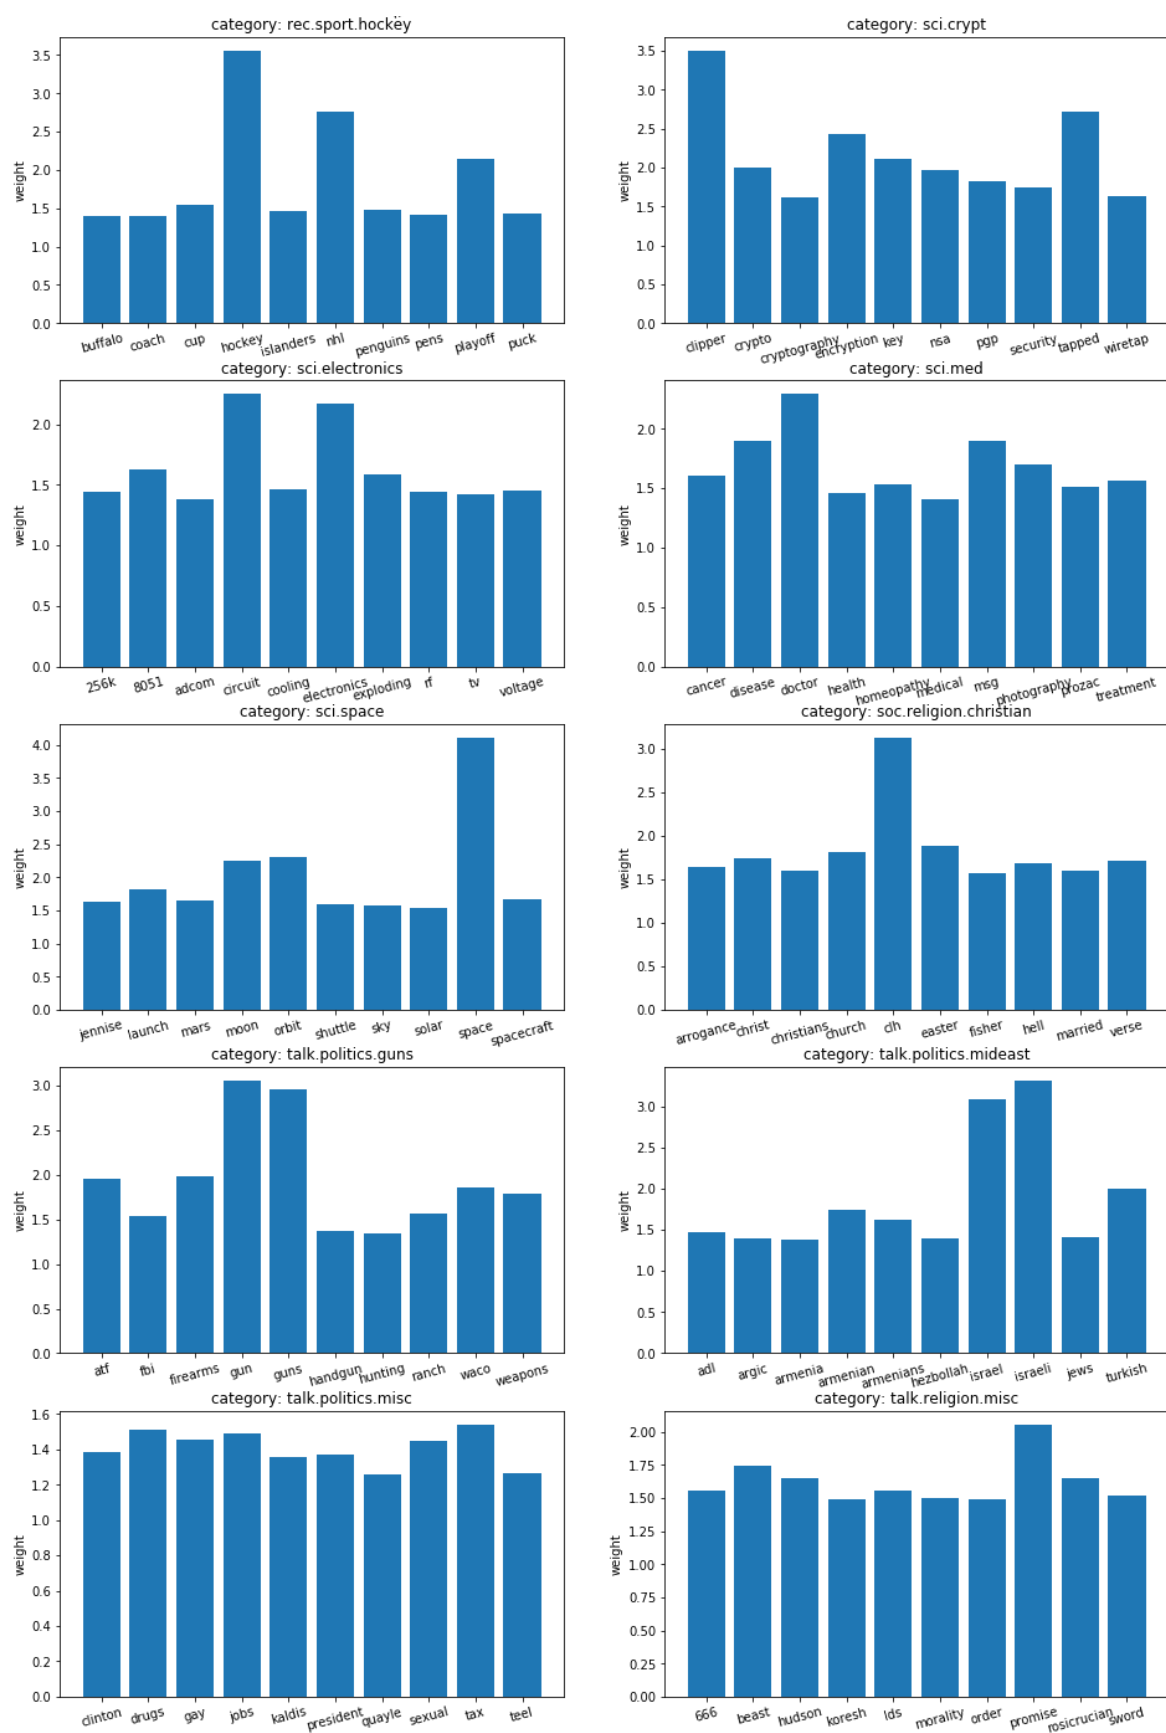 category: rec.sport.hockey
weight
3.5
3.0
2.5
2.0
1.5
1.0
0.5
0.0
buffalo coach cup hockey islanders nhl penguins pens playoff puck
category: sci.crypt
weight
3.5
3.0
2.5
2.0
1.5
1.0
0.5
0.0
clipper crypto cryptography encryption key nsa pgp security tapped wiretap
category: sci.electronics
weight
2.0
1.5
1.0
0.5
0.0
256k 8051 adcom circuit cooling electronics exploding rf tv voltage
category: sci.med
weight
2.0
1.5
1.0
0.5
0.0
cancer disease doctor health homeopathy medical msg photography prozac treatment
category: sci.space
weight
4.0
3.5
3.0
2.5
2.0
1.5
1.0
0.5
0.0
jennise launch mars moon orbit shuttle sky solar space spacecraft
category: soc.religion.christian
weight
3.0
2.5
2.0
1.5
1.0
0.5
0.0
arrogance christ christians church clh easter fisher hell married verse
category: talk.politics.guns
weight
3.0
2.5
2.0
1.5
1.0
0.5
0.0
atf fbi firearms gun guns handgun hunting ranch waco weapons
category: talk.politics.mideast
weight
3.0
2.5
2.0
1.5
1.0
0.5
0.0
adl argic armenia armenian armenians hezbollah israel israeli jews turkish
category: talk.politics.misc
weight
1.6
1.4
1.2
1.0
0.8
0.6
0.4
0.2
0.0
clinton drugs gay jobs kaldis president quayle sexual tax teel
category: talk.religion.misc
weight
2.00
1.75
1.50
1.25
1.00
0.75
0.50
0.25
0.00
666 beast hudson koresh lds morality order promise rosicrucian sword